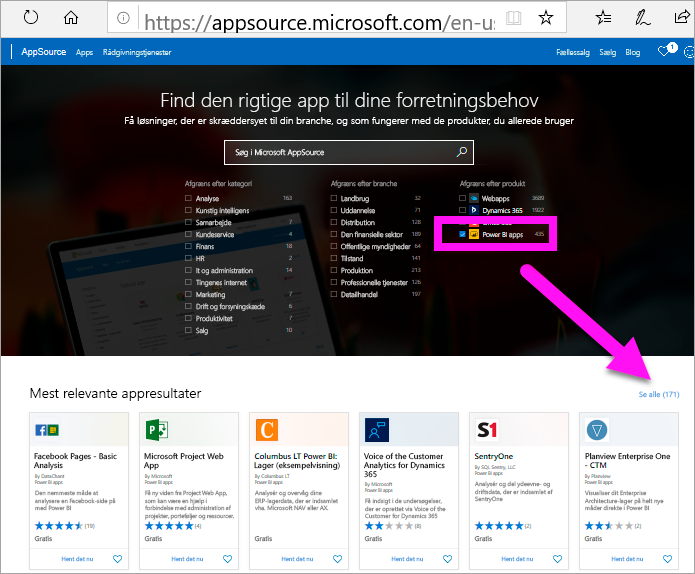 https://appsource.microsoft.com/en-us
AppSource Apps Rådgivningstjenester Fællessalg Sælg Blog 1
Find den rigtige app til dine forretningsbehov
Få løsninger, der er skræddersyet til din branche, og som fungerer med de produkter, du allerede bruger
Søg i Microsoft AppSource
Afgræns efter kategori
Analyse 163
Kunstig intelligens
Samarbejde 7
Kundeservice 4
Finans 18
HR 2
It og administration 14
Tingenes internet
Marketing 7
Drift og forsyningskæde
Produktivitet 7
Salg 10
Afgræns efter branche
Landbrug 32
Uddannelse 71
Distribution 128
Den finansielle sektor 189
Offentlige myndigheder 64
Tilstand 141
Produktion 213
Professionelle tjenester 126
Detailhandel 197
Afgræns efter produkt
Webapps 3689
Dynamics 365 1922
Power BI apps 435
Mest relevante appresultater
Se alle (171)
Facebook Pages - Basic
Analysis
By DataChant
Power BI apps
Den nemmeste måde at
analysere en Facebook-side på
med Power BI
(19)
Gratis
Hent det nu
Microsoft Project Web
App
By Microsoft
Power BI apps
Få ny viden fra Project Web App,
som kan være en hjælp i
forbindelse med administration af
projekter, porteføljer og ressourcer.
(4)
Gratis
Hent det nu
C
Columbus LT Power BI:
Lager (eksempelvisning)
By Columbus LT
Power BI apps
Analysér og overvåg dine
ERP-lagerdata, der er indsamlet
vha. Microsoft NAV eller AX.
Gratis
Hent det nu
Voice of the Customer
Analytics for Dynamics
365
By Microsoft
Power BI apps
Få indsigt i de undersøgelser,
der er oprettet via Voice of the
Customer for Dynamics 365
(8)
Gratis
Hent det nu
S1
SentryOne
By SQL Sentry, LLC
Power BI apps
Analysér og del ydeevne- og
driftsdata, der er indsamlet af
SentryOne
(2)
Gratis
Hent det nu
Planview Enterprise One
- CTM
By Planview
Power BI apps
Visualiser dit Enterprise
Architecture-lager på helt nye
måder direkte i Power BI
(2)
Gratis
Hent det nu